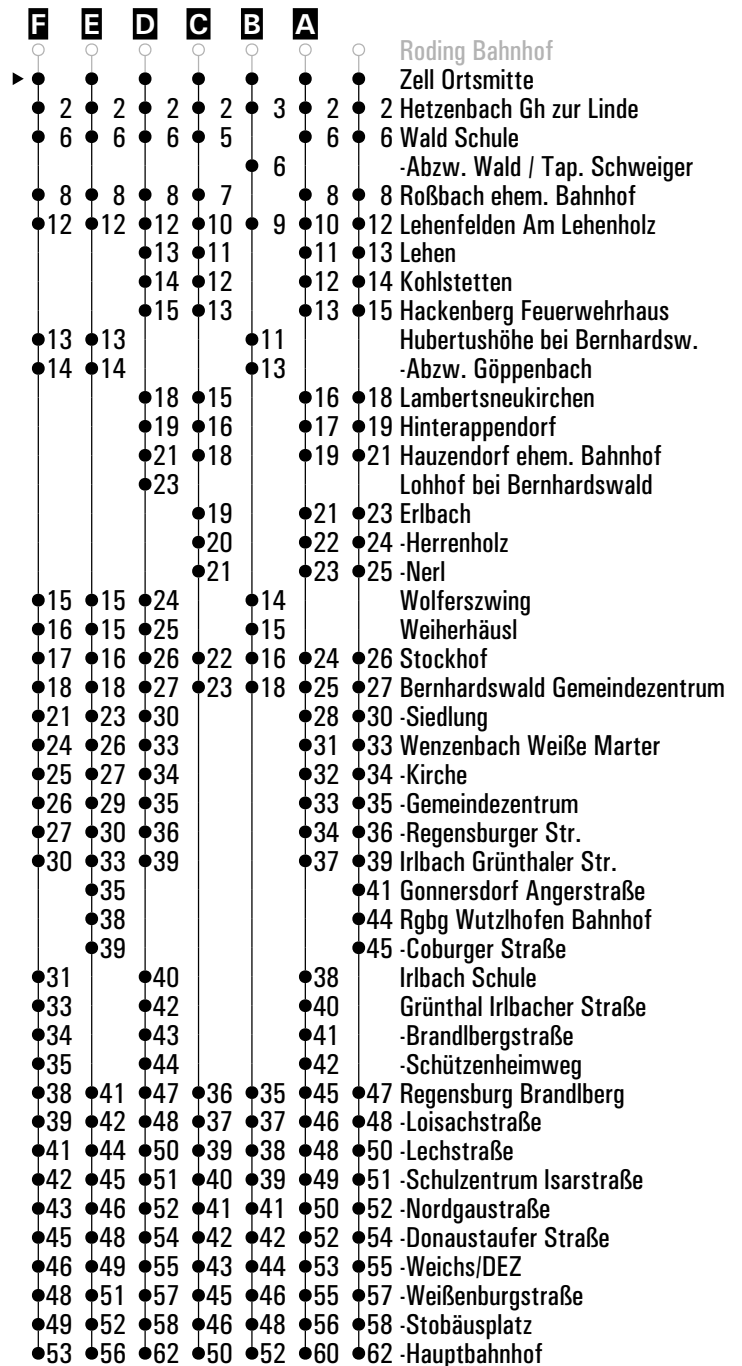 F E D C B A
Roding Bahnhof
Zell Ortsmitte
2 2 2 2 3 2 2 Hetzenbach Gh zur Linde
6 6 6 5 6 6 Wald Schule
6 -Abzw. Wald / Tap. Schweiger
8 8 8 7 8 8 Roßbach ehem. Bahnhof
12 12 12 10 9 10 12 Lehenfelden Am Lehenholz
13 11 11 13 Lehen
14 12 12 14 Kohlstetten
15 13 13 15 Hackenberg Feuerwehrhaus
13 13 11 Hubertushöhe bei Bernhardsw.
14 14 13 -Abzw. Göppenbach
18 15 16 18 Lambertsneukirchen
19 16 17 19 Hinterappendorf
21 18 19 21 Hauzendorf ehem. Bahnhof
23 Lohhof bei Bernhardswald
19 21 23 Erlbach
20 22 24 -Herrenholz
21 23 25 -Nerl
15 15 24 14 Wolferszwing
16 15 25 15 Weiherhäusl
17 16 26 22 16 24 26 Stockhof
18 18 27 23 18 25 27 Bernhardswald Gemeindezentrum
21 23 30 28 30 -Siedlung
24 26 33 31 33 Wenzenbach Weiße Marter
25 27 34 32 34 -Kirche
26 29 35 33 35 -Gemeindezentrum
27 30 36 34 36 -Regensburger Str.
30 33 39 37 39 Irlbach Grünthaler Str.
35 41 Gonnersdorf Angerstraße
38 44 Rgbg Wutzlhofen Bahnhof
39 45 -Coburger Straße
31 40 38 Irlbach Schule
33 42 40 Grünthal Irlbacher Straße
34 43 41 -Brandlbergstraße
35 44 42 -Schützenheimweg
38 41 47 36 35 45 47 Regensburg Brandlberg
39 42 48 37 37 46 48 -Loisachstraße
41 44 50 39 38 48 50 -Lechstraße
42 45 51 40 39 49 51 -Schulzentrum Isarstraße
43 46 52 41 41 50 52 -Nordgaustraße
45 48 54 42 42 52 54 -Donaustaufer Straße
46 49 55 43 44 53 55 -Weichs/DEZ
48 51 57 45 46 55 57 -Weißenburgstraße
49 52 58 46 48 56 58 -Stobäusplatz
53 56 62 50 52 60 62 -Hauptbahnhof